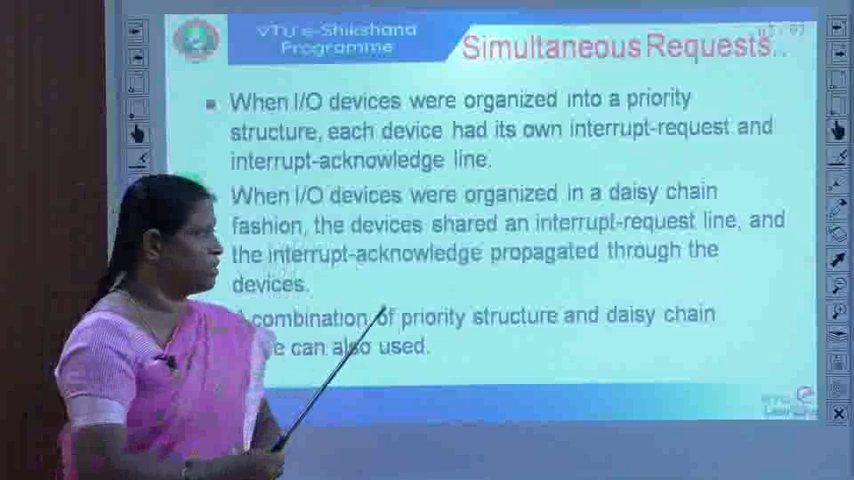 VTU e-Shikshana
Programme
Simultaneous Requests..
When I/O devices were organized into a priority
structure, each device had its own interrupt-request and
interrupt-acknowledge line.
When I/O devices were organized in a daisy chain
fashion, the devices shared an interrupt-request line, and
the interrupt-acknowledge propagated through the
devices.
combination of priority structure and daisy chain
can also used.